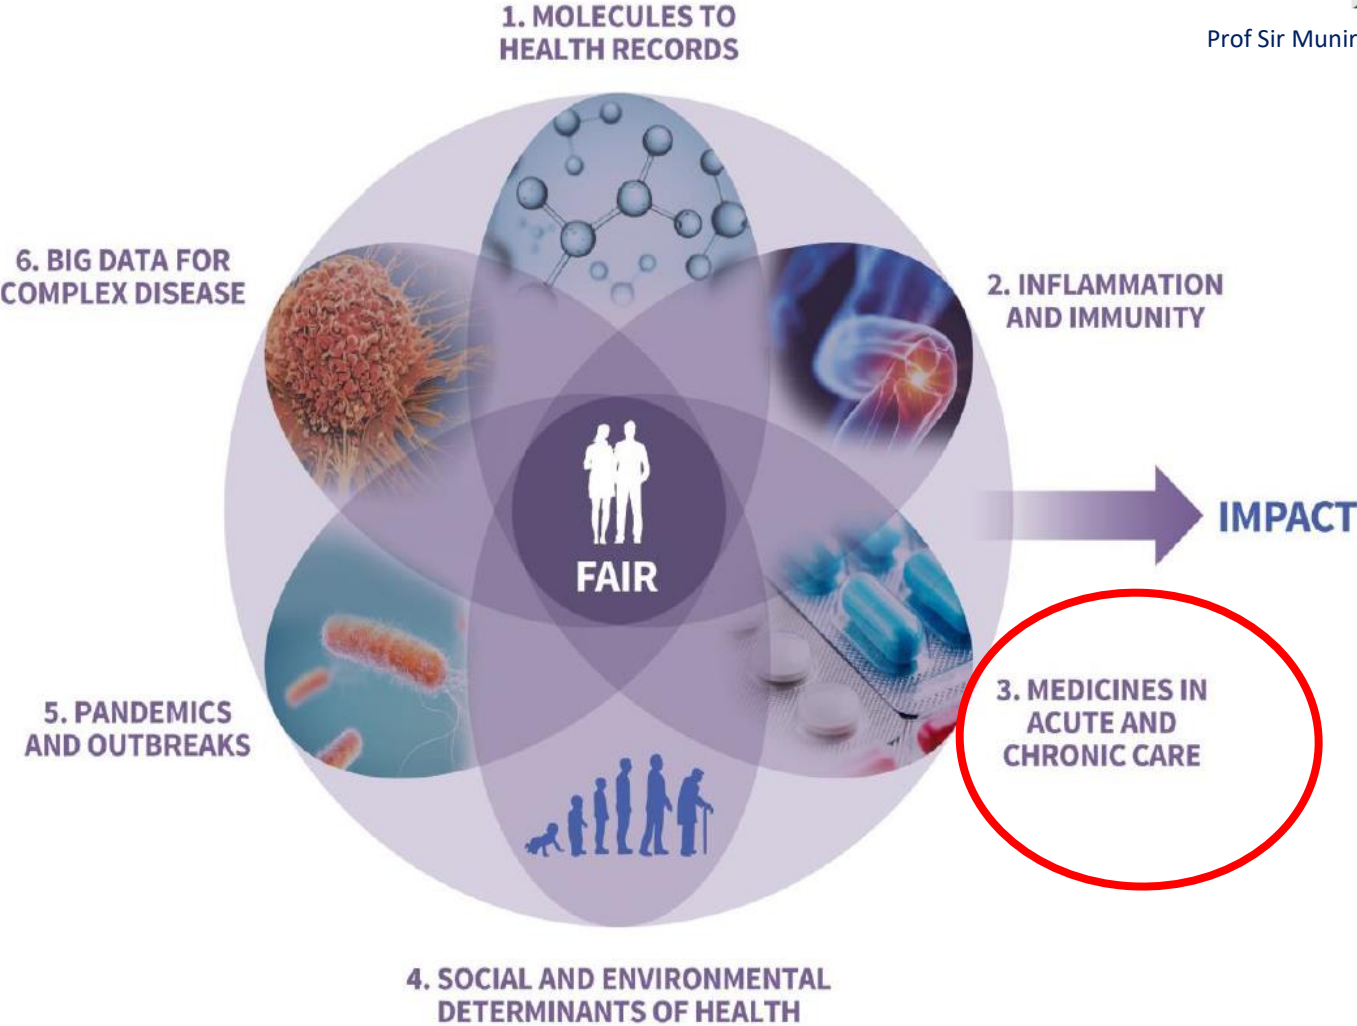 1. MOLECULES TO
HEALTH RECORDS
Prof Sir Munir
6. BIG DATA FOR
COMPLEX DISEASE
2. INFLAMMATION
AND IMMUNITY
FAIR
IMPACT
5. PANDEMICS
AND OUTBREAKS
3. MEDICINES IN
ACUTE AND
CHRONIC CARE
4. SOCIAL AND ENVIRONMENTAL
DETERMINANTS OF HEALTH